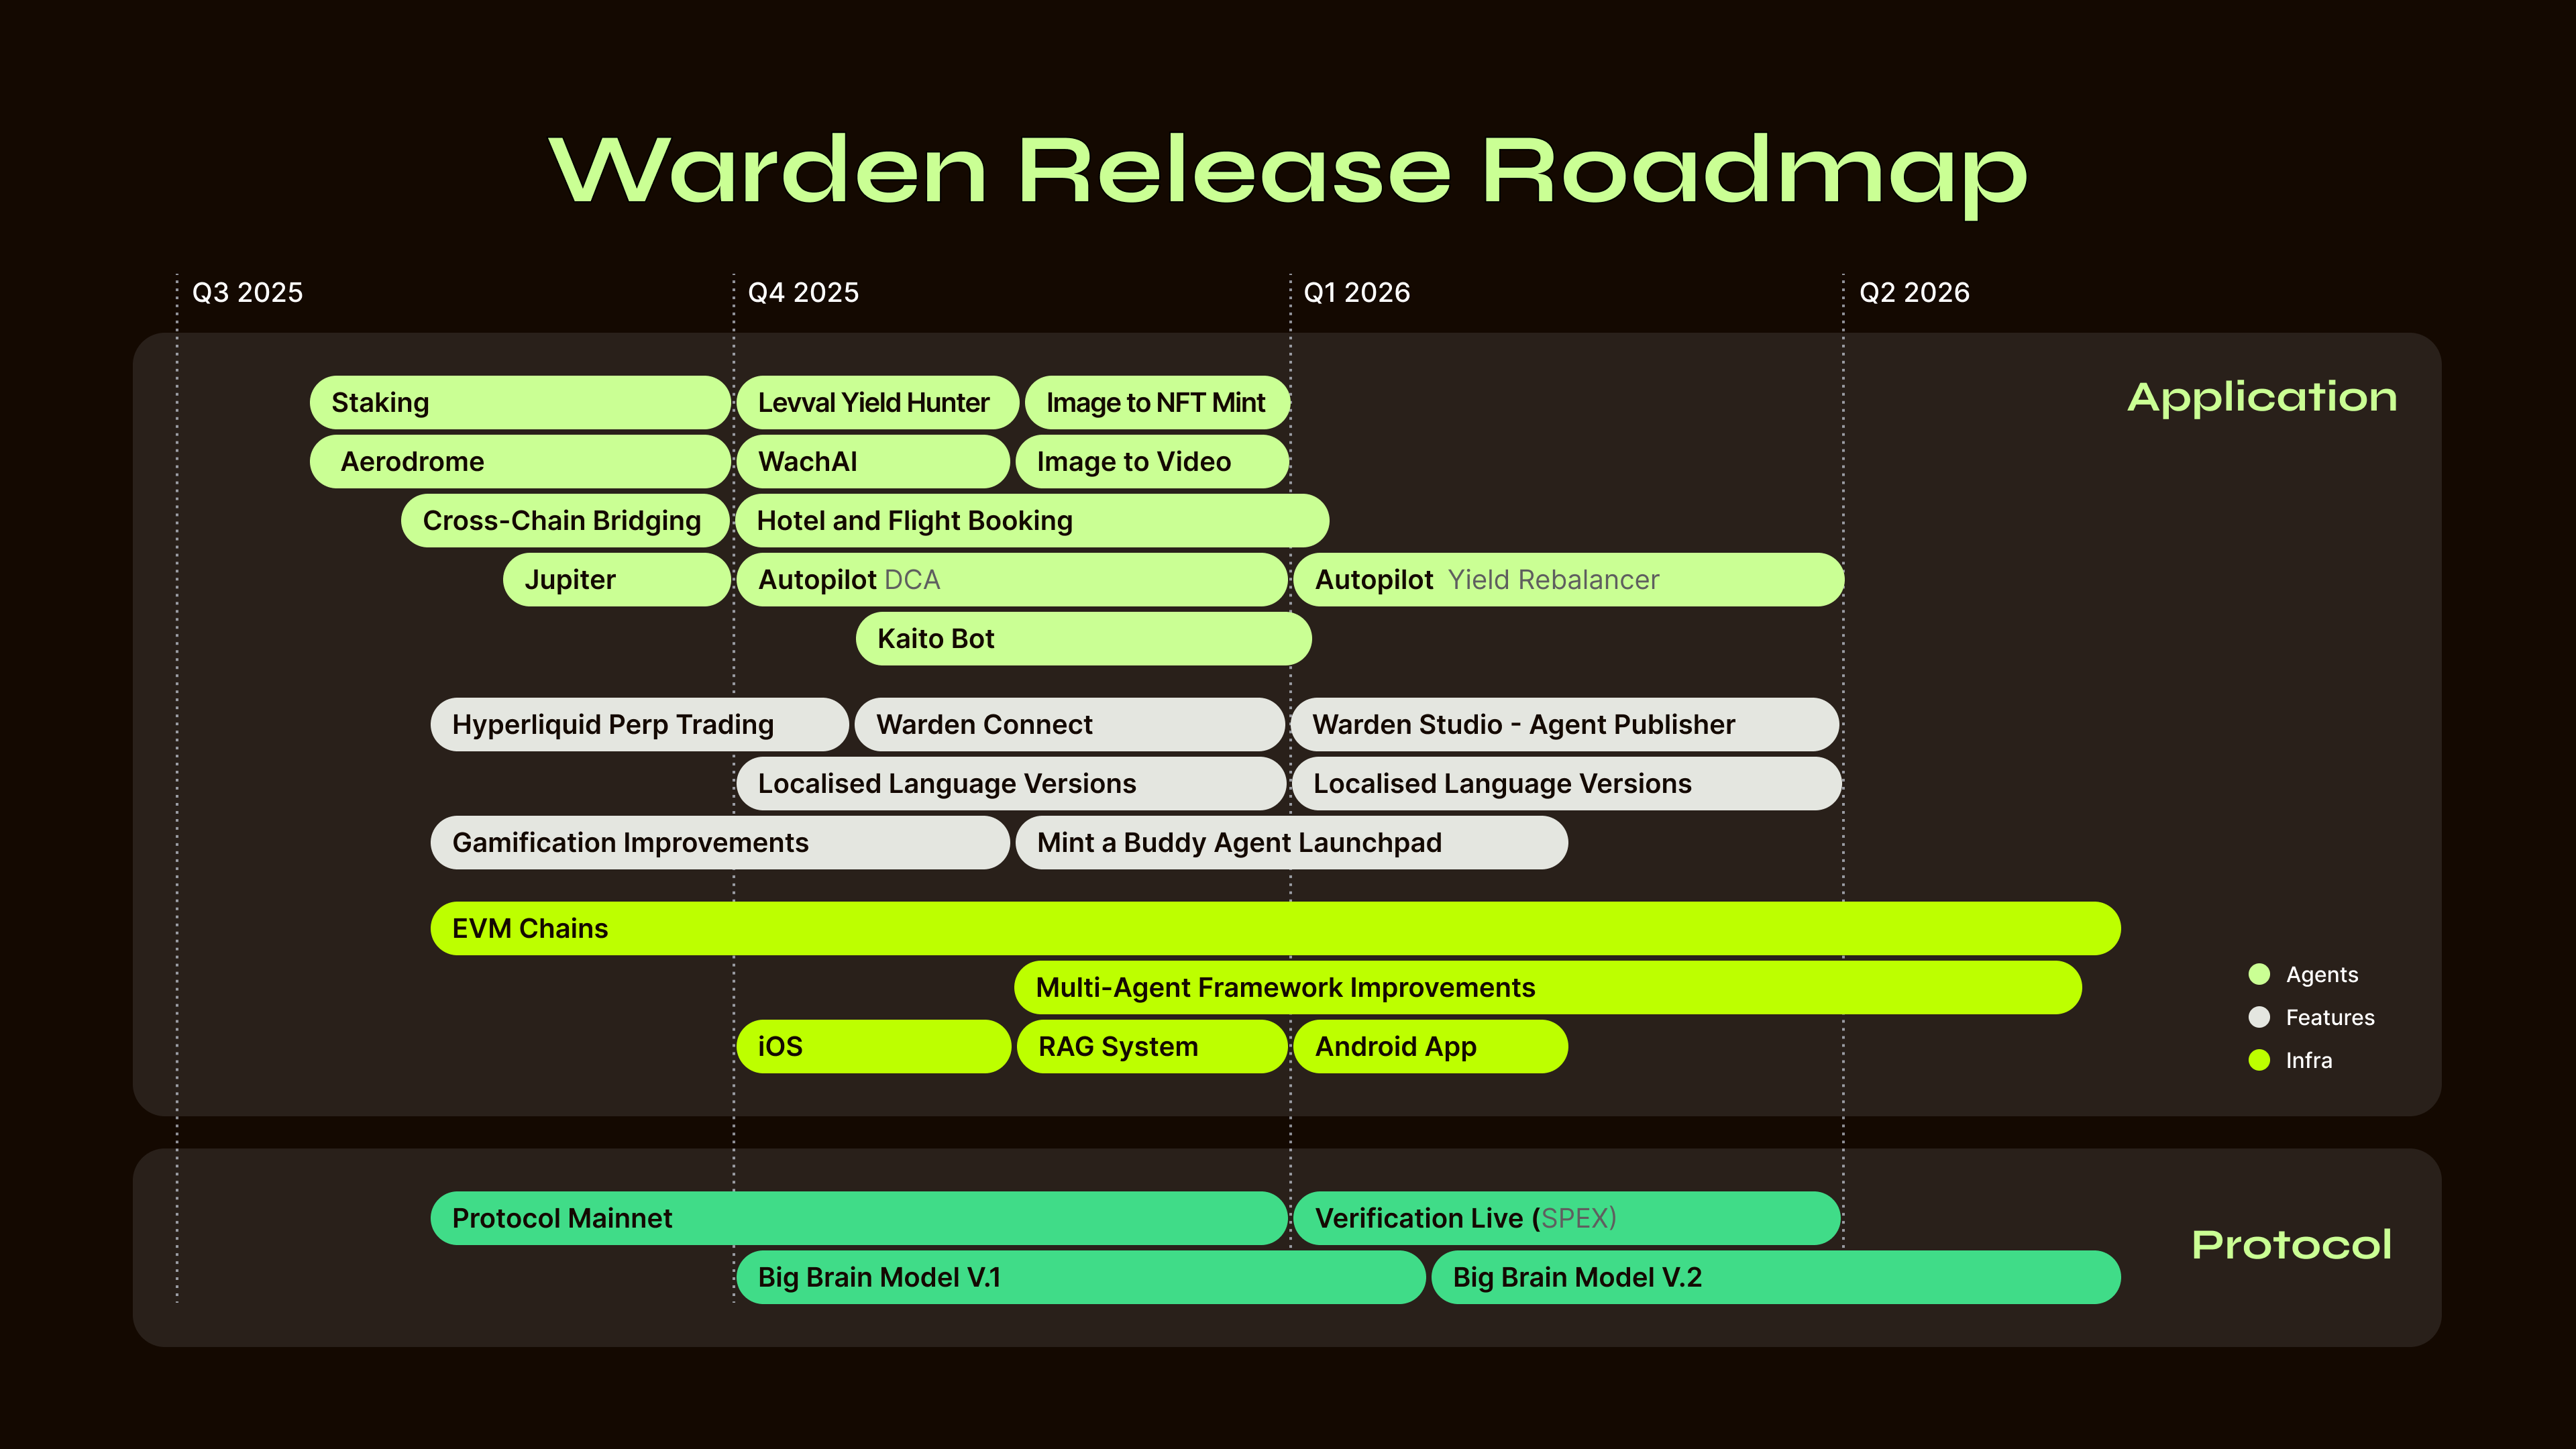 Warden Release Roadmap
Q3 2025
Q4 2025
Q1 2026
Q2 2026
Application
Staking
Levval Yield Hunter
Image to NFT Mint
Aerodrome
WachAI
Image to Video
Cross-Chain Bridging
Hotel and Flight Booking
Jupiter
Autopilot DCA
Autopilot Yield Rebalancer
Kaito Bot
Hyperliquid Perp Trading
Warden Connect
Warden Studio - Agent Publisher
Localised Language Versions
Localised Language Versions
Gamification Improvements
Mint a Buddy Agent Launchpad
EVM Chains
Multi-Agent Framework Improvements
iOS
RAG System
Android App
Agents
Features
Infra
Protocol Mainnet
Verification Live (SPEX)
Big Brain Model V.1
Big Brain Model V.2
Protocol